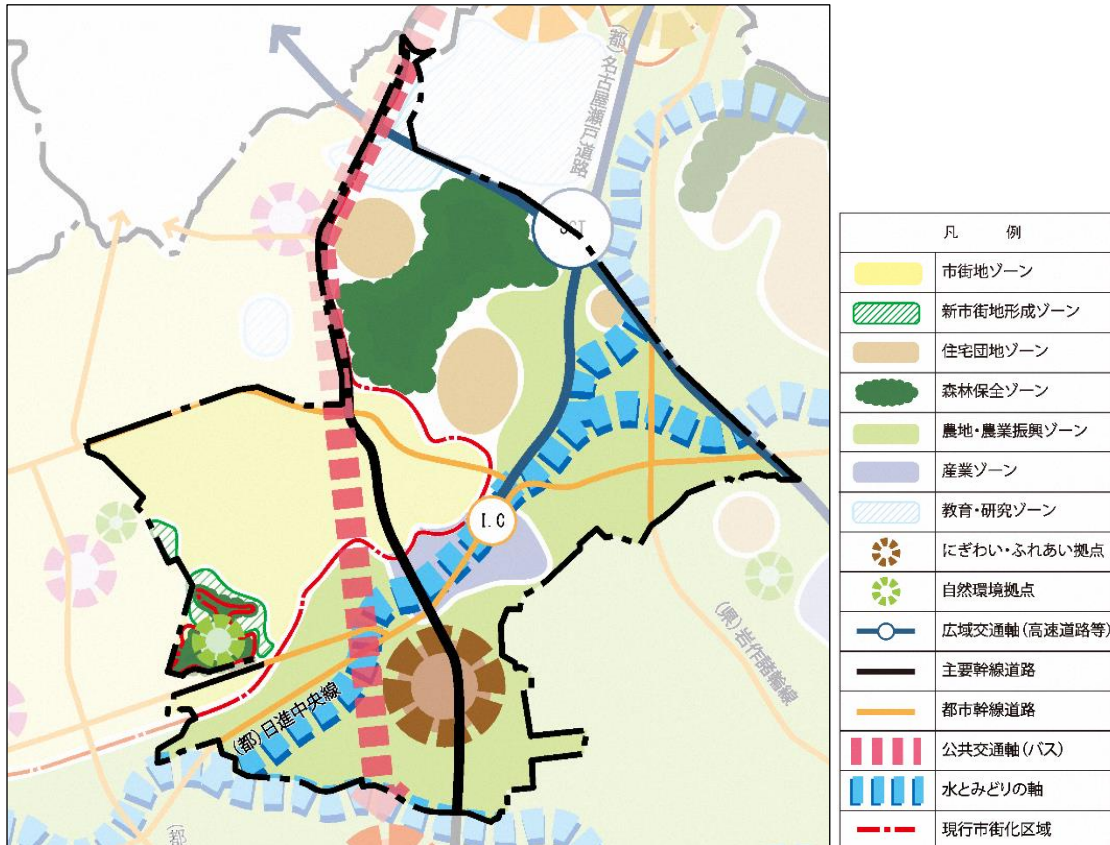 (都)名古屋瀬戸道路
JCT
I.C
(都)日進中央線
(県)岩作諸輪線
(都)
凡 例
市街地ゾーン
新市街地形成ゾーン
住宅団地ゾーン
森林保全ゾーン
農地・農業振興ゾーン
産業ゾーン
教育・研究ゾーン
にぎわい・ふれあい拠点
自然環境拠点
広域交通軸(高速道路等)
主要幹線道路
都市幹線道路
公共交通軸(バス)
水とみどりの軸
現行市街化区域